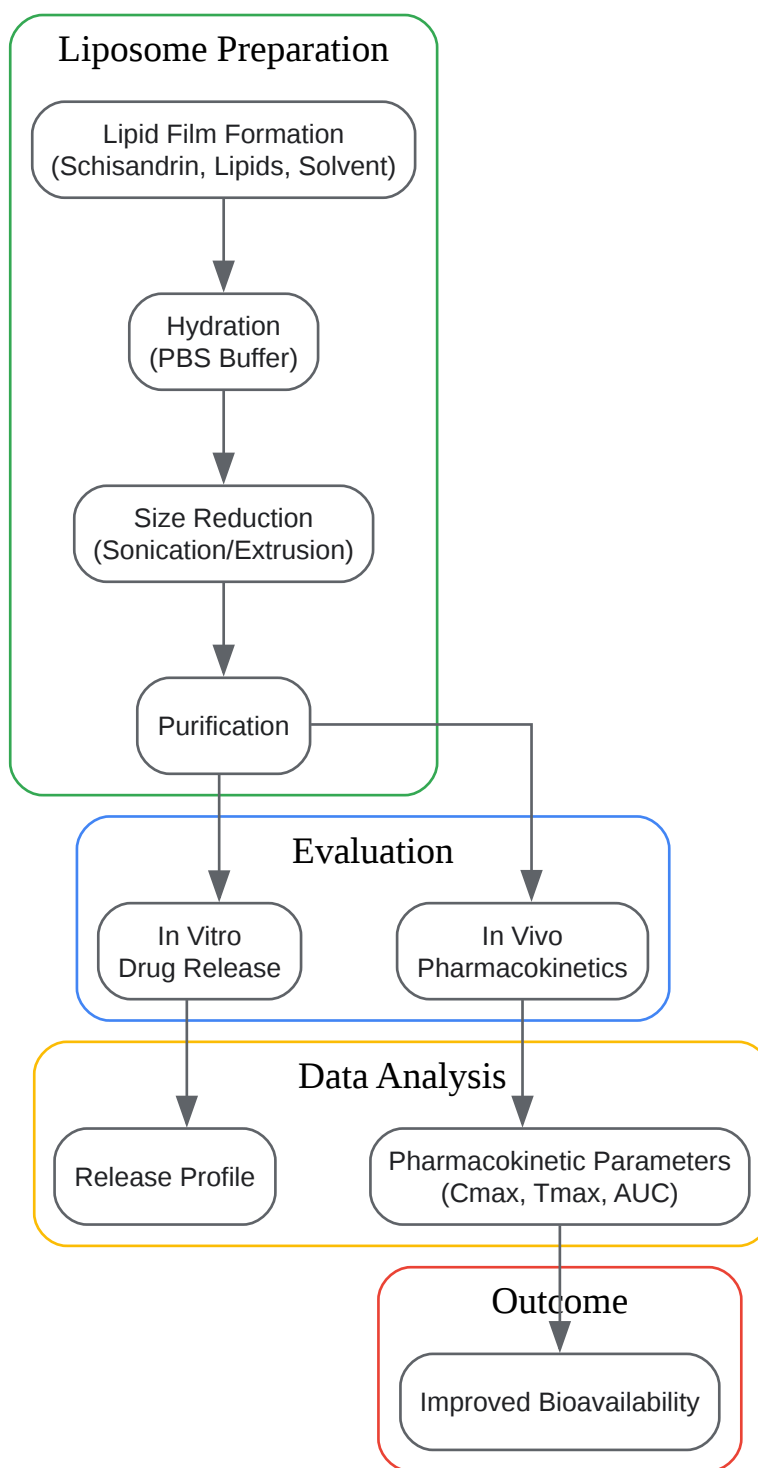 Liposome Preparation
Lipid Film Formation
(Schisandrin, Lipids, Solvent)
Hydration
(PBS Buffer)
Size Reduction
(Sonication/Extrusion)
Purification
Evaluation
In Vitro
Drug Release
In Vivo
Pharmacokinetics
Data Analysis
Release Profile
Pharmacokinetic Parameters
(Cmax, Tmax, AUC)
Outcome
Improved Bioavailability